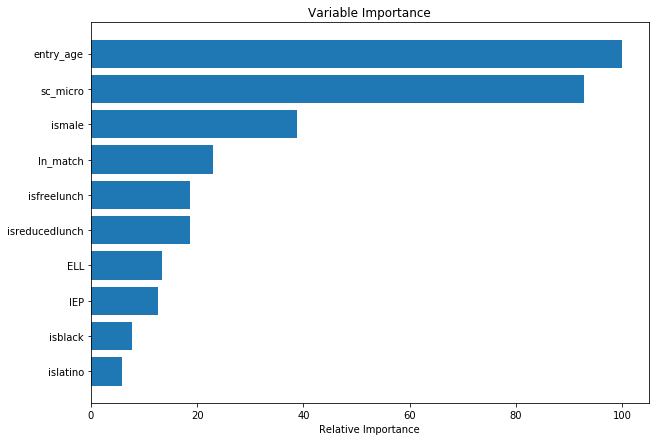 Variable Importance
entry_age
sc_micro
ismale
ln_match
isfreelunch
isreducedlunch
ELL
IEP
isblack
islatino
0 20 40 60 80 100
Relative Importance